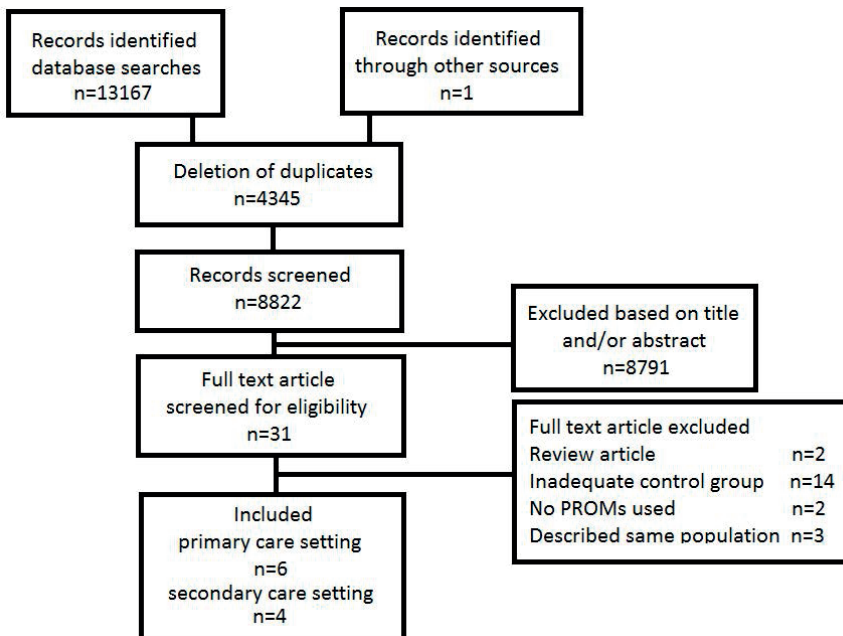 Records identified
database searches
n=13167
Records identified
through other sources
n=1
Deletion of duplicates
n=4345
Records screened
n=8822
Excluded based on title
and/or abstract
n=8791
Full text article
screened for eligibility
n=31
Full text article excluded
Review article n=2
Inadequate control group n=14
No PROMs used n=2
Described same population n=3
Included
primary care setting
n=6
secondary care setting
n=4